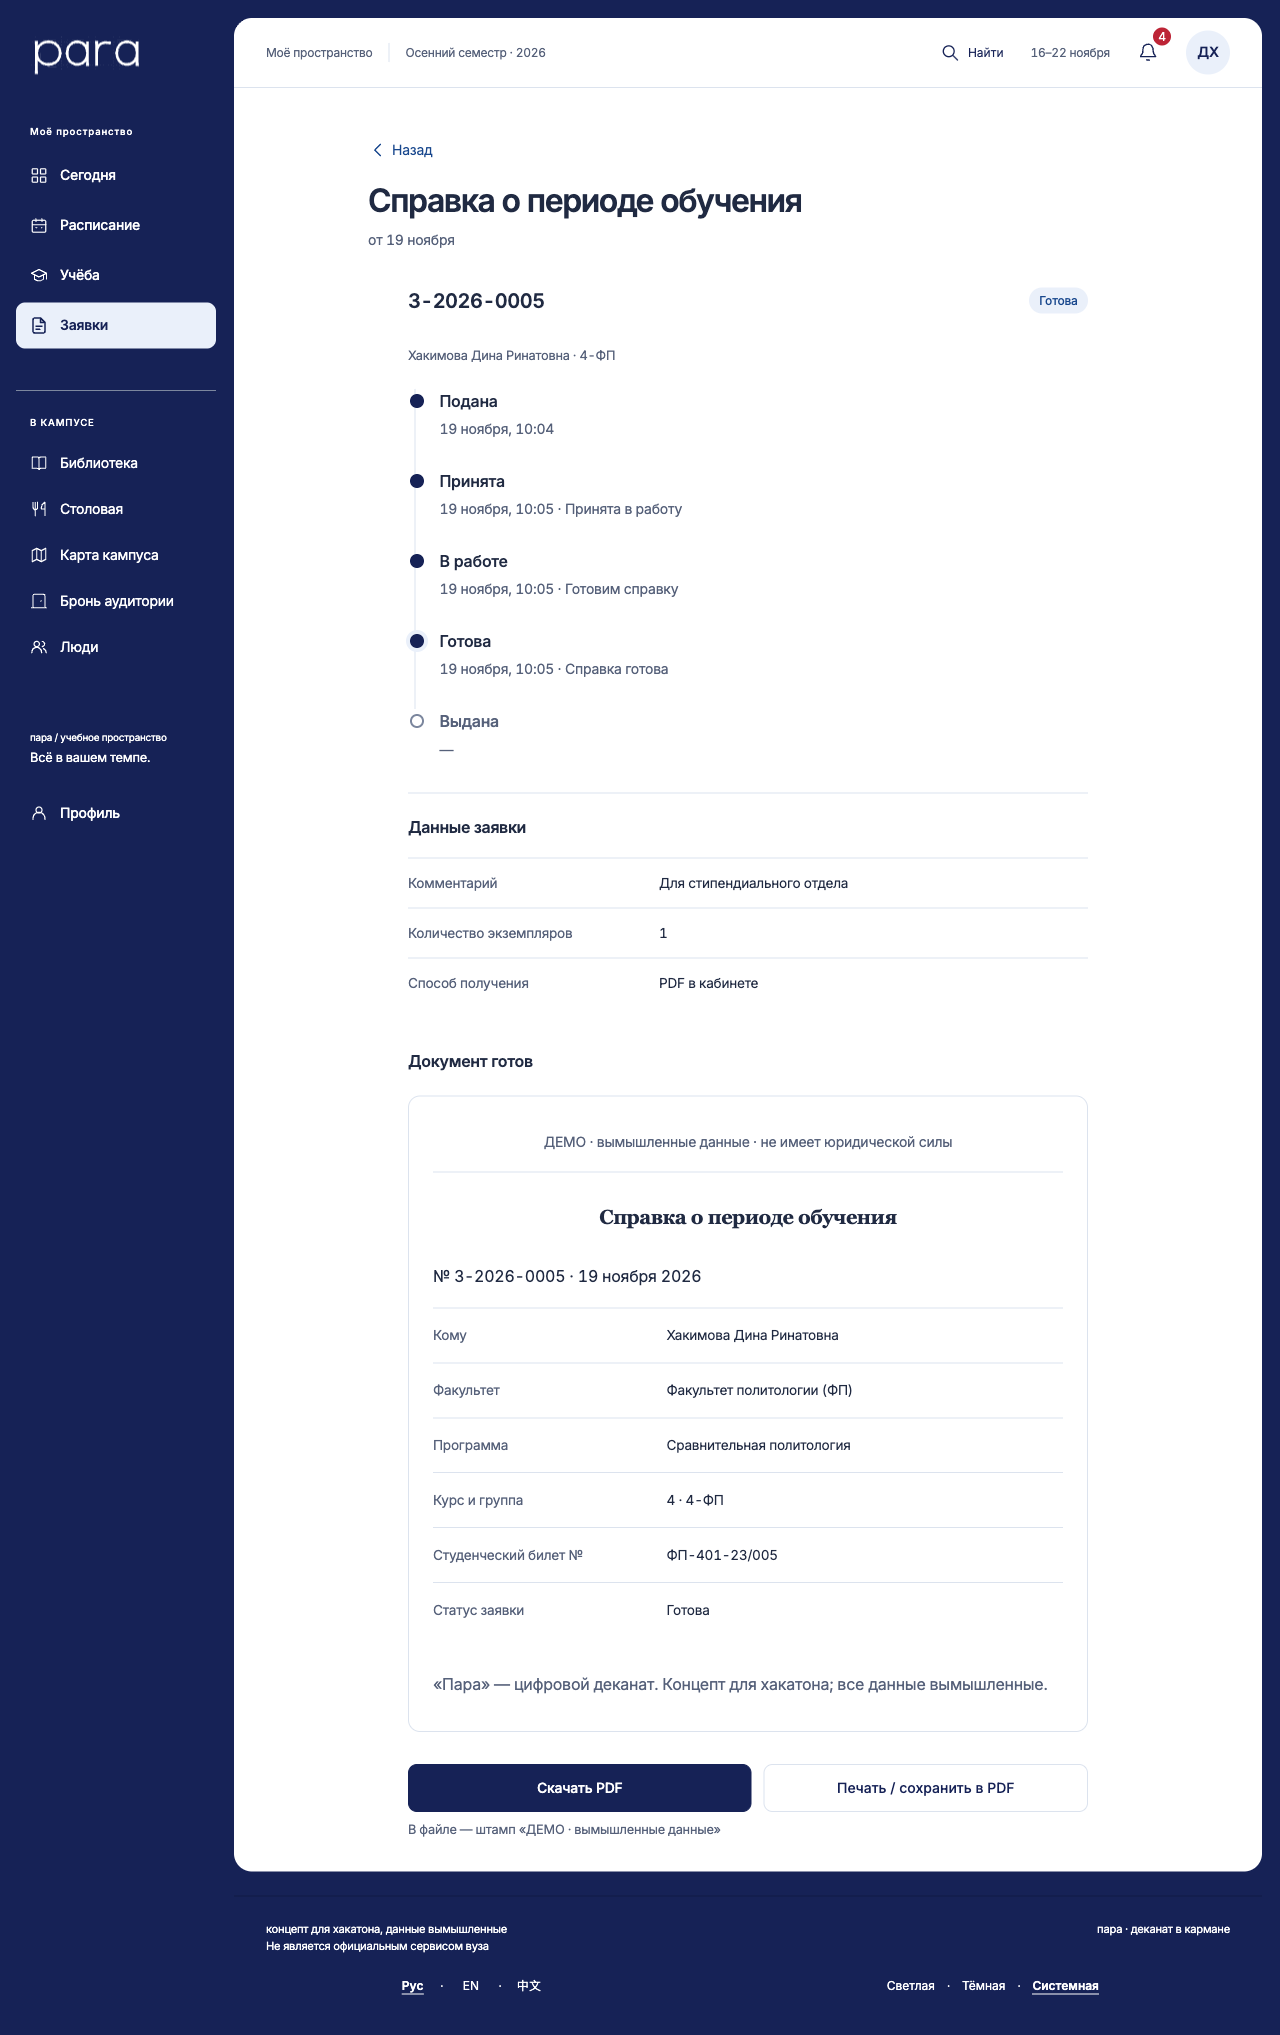 para
Моё пространство
Сегодня
Расписание
Учёба
Заявки
В КАМПУСЕ
Библиотека
Столовая
Карта кампуса
Бронь аудитории
Люди
пара / учебное пространство
Всё в вашем темпе.
Профиль
Моё пространство
Осенний семестр · 2026
Найти
16–22 ноября
4
ДХ
Назад
Справка о периоде обучения
от 19 ноября
З-2026-0005
Готова
Хакимова Дина Ринатовна · 4-ФП
Подана
19 ноября, 10:04
Принята
19 ноября, 10:05 · Принята в работу
В работе
19 ноября, 10:05 · Готовим справку
Готова
19 ноября, 10:05 · Справка готова
Выдана
—
Данные заявки
Комментарий Для стипендиального отдела
Количество экземпляров 1
Способ получения PDF в кабинете
Документ готов
ДЕМО · вымышленные данные · не имеет юридической силы
Справка о периоде обучения
№ З-2026-0005 · 19 ноября 2026
Кому Хакимова Дина Ринатовна
Факультет Факультет политологии (ФП)
Программа Сравнительная политология
Курс и группа 4 · 4-ФП
Студенческий билет № ФП-401-23/005
Статус заявки Готова
«Пара» — цифровой деканат. Концепт для хакатона; все данные вымышленные.
Скачать PDF
Печать / сохранить в PDF
В файле — штамп «ДЕМО · вымышленные данные»
концепт для хакатона, данные вымышленные
Не является официальным сервисом вуза
пара · деканат в кармане
Рус · EN · 中文
Светлая · Тёмная · Системная